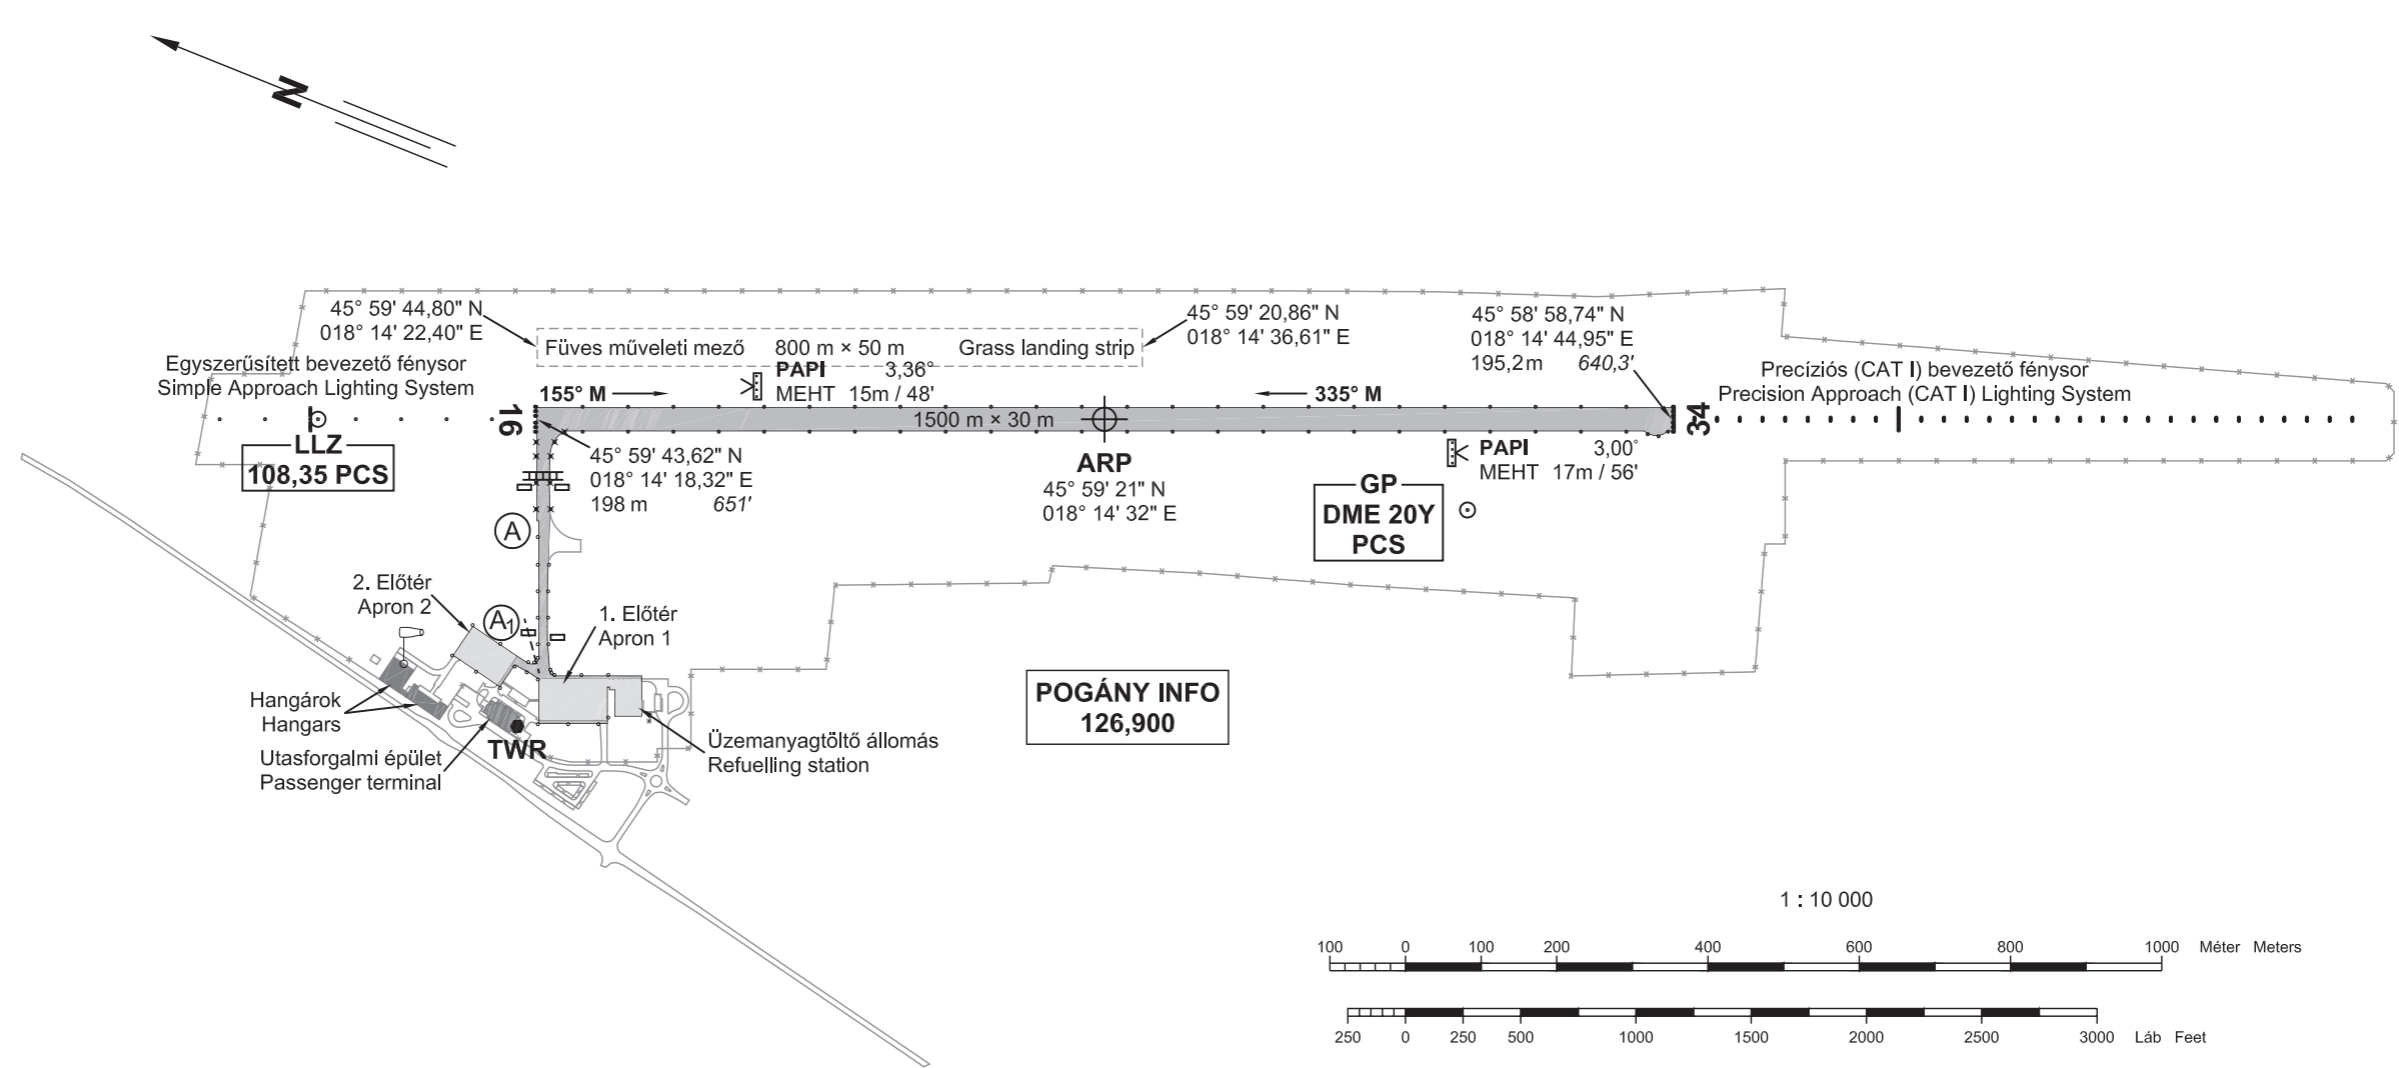 N
45° 59' 44,80" N
018° 14' 22,40" E
45° 59' 20,86" N
018° 14' 36,61" E
45° 58' 58,74" N
018° 14' 44,95" E
195,2 m 640,3'
Füves műveleti mező 800 m × 50 m Grass landing strip
Egyszerűsített bevezető fénysor
Simple Approach Lighting System
PAPI 3,36°
MEHT 15m / 48'
Precíziós (CAT I) bevezető fénysor
Precision Approach (CAT I) Lighting System
155° M
335° M
16
1500 m × 30 m
34
LLZ
108,35 PCS
45° 59' 43,62" N
018° 14' 18,32" E
198 m 651'
ARP
45° 59' 21" N
018° 14' 32" E
PAPI 3,00°
MEHT 17m / 56'
GP
DME 20Y
PCS
A
2. Előtér
Apron 2
A1
1. Előtér
Apron 1
Hangárok
Hangars
POGÁNY INFO
126,900
TWR
Utasforgalmi épület
Passenger terminal
Üzemanyagtöltő állomás
Refuelling station
1 : 10 000
100 0 100 200 400 600 800 1000 Méter Meters
250 0 250 500 1000 1500 2000 2500 3000 Láb Feet